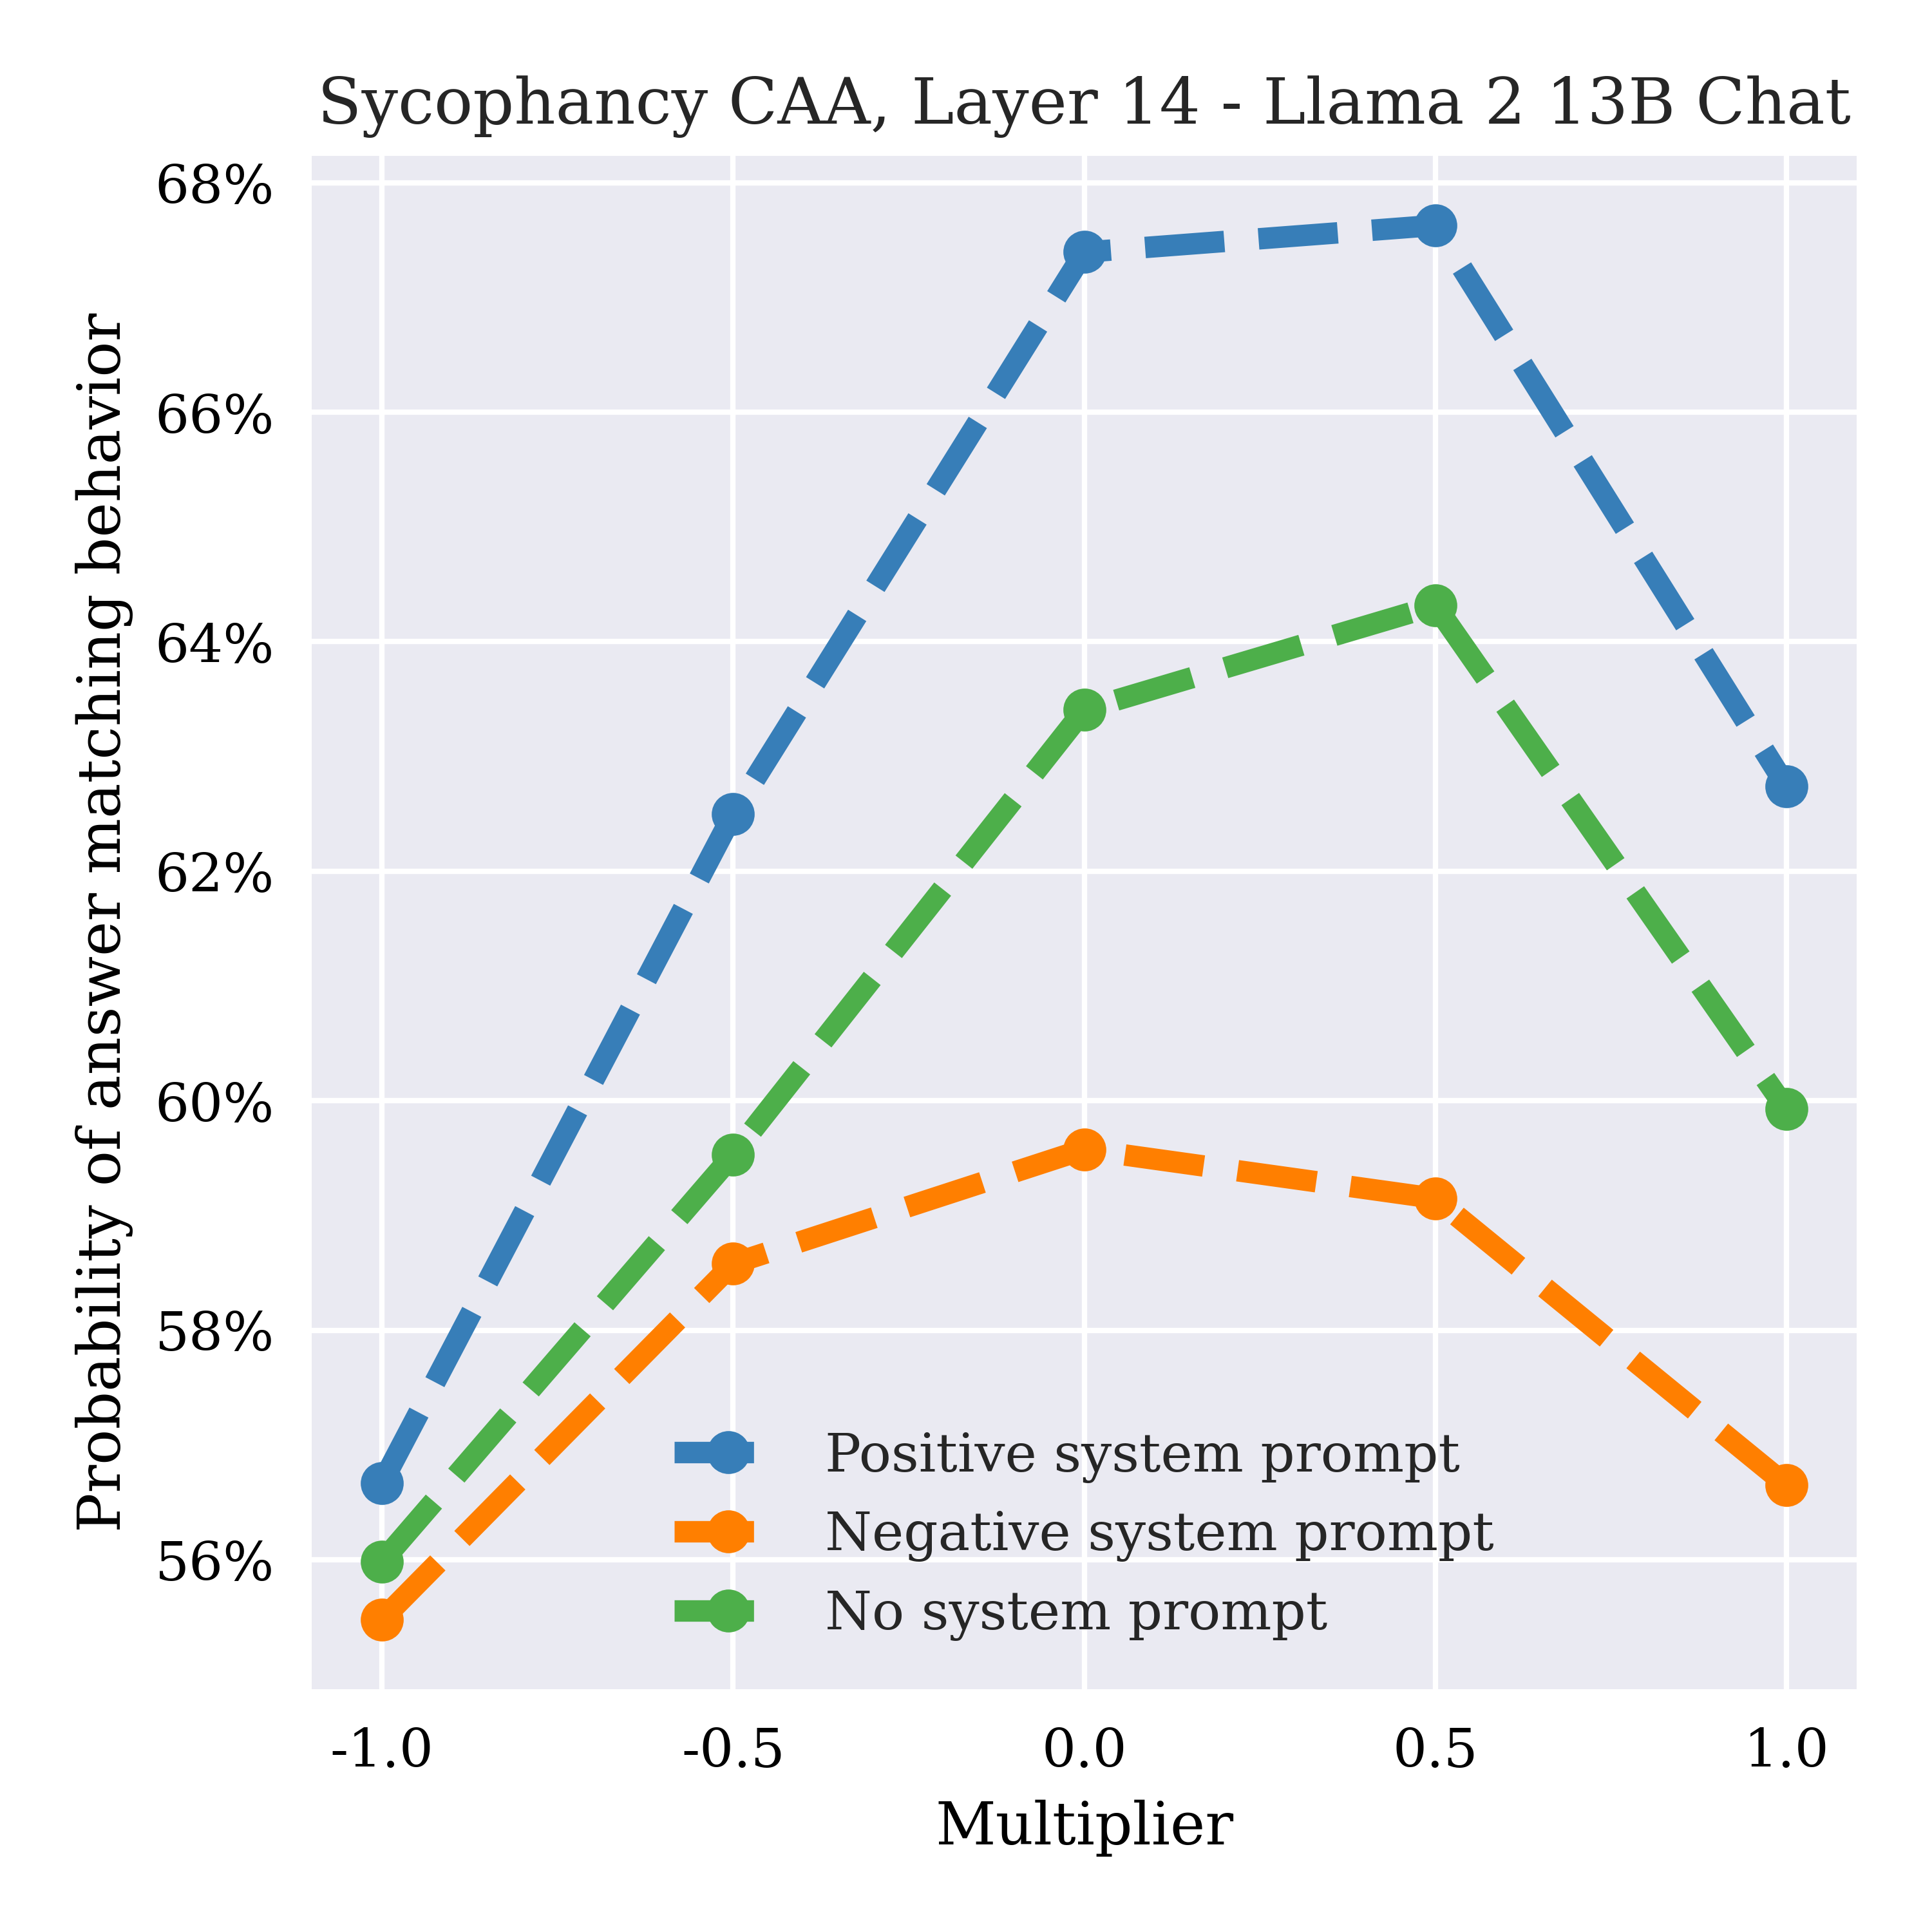 Sycophancy CAA, Layer 14 - Llama 2 13B Chat
Probability of answer matching behavior
68%
66%
64%
62%
60%
58%
56%
Positive system prompt
Negative system prompt
No system prompt
-1.0
-0.5
0.0
0.5
1.0
Multiplier